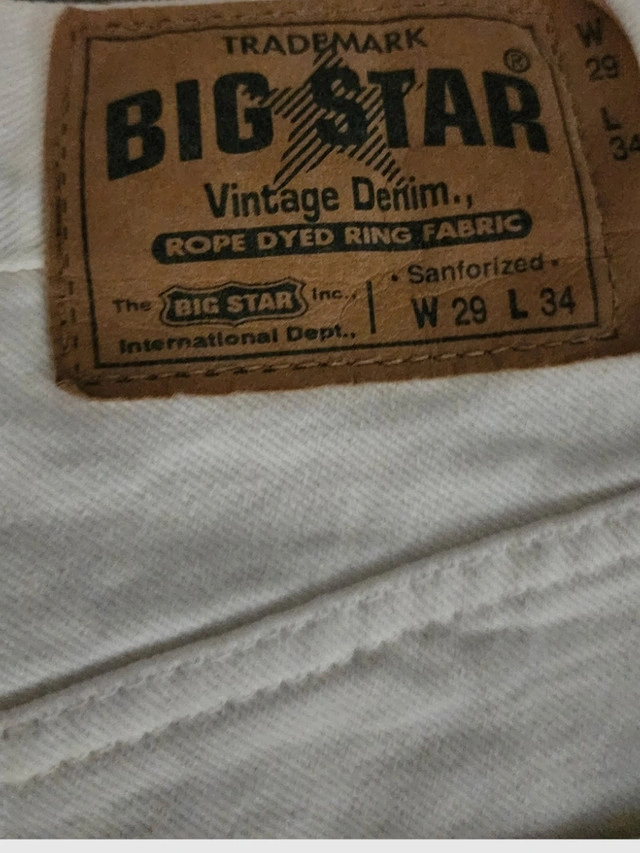 TRADEMARK
BIG STAR®
Vintage Denim.,
ROPE DYED RING FABRIC
The BIG STAR Inc.,
International Dept.,
• Sanforized •
W 29 L 34
W
29
L
34